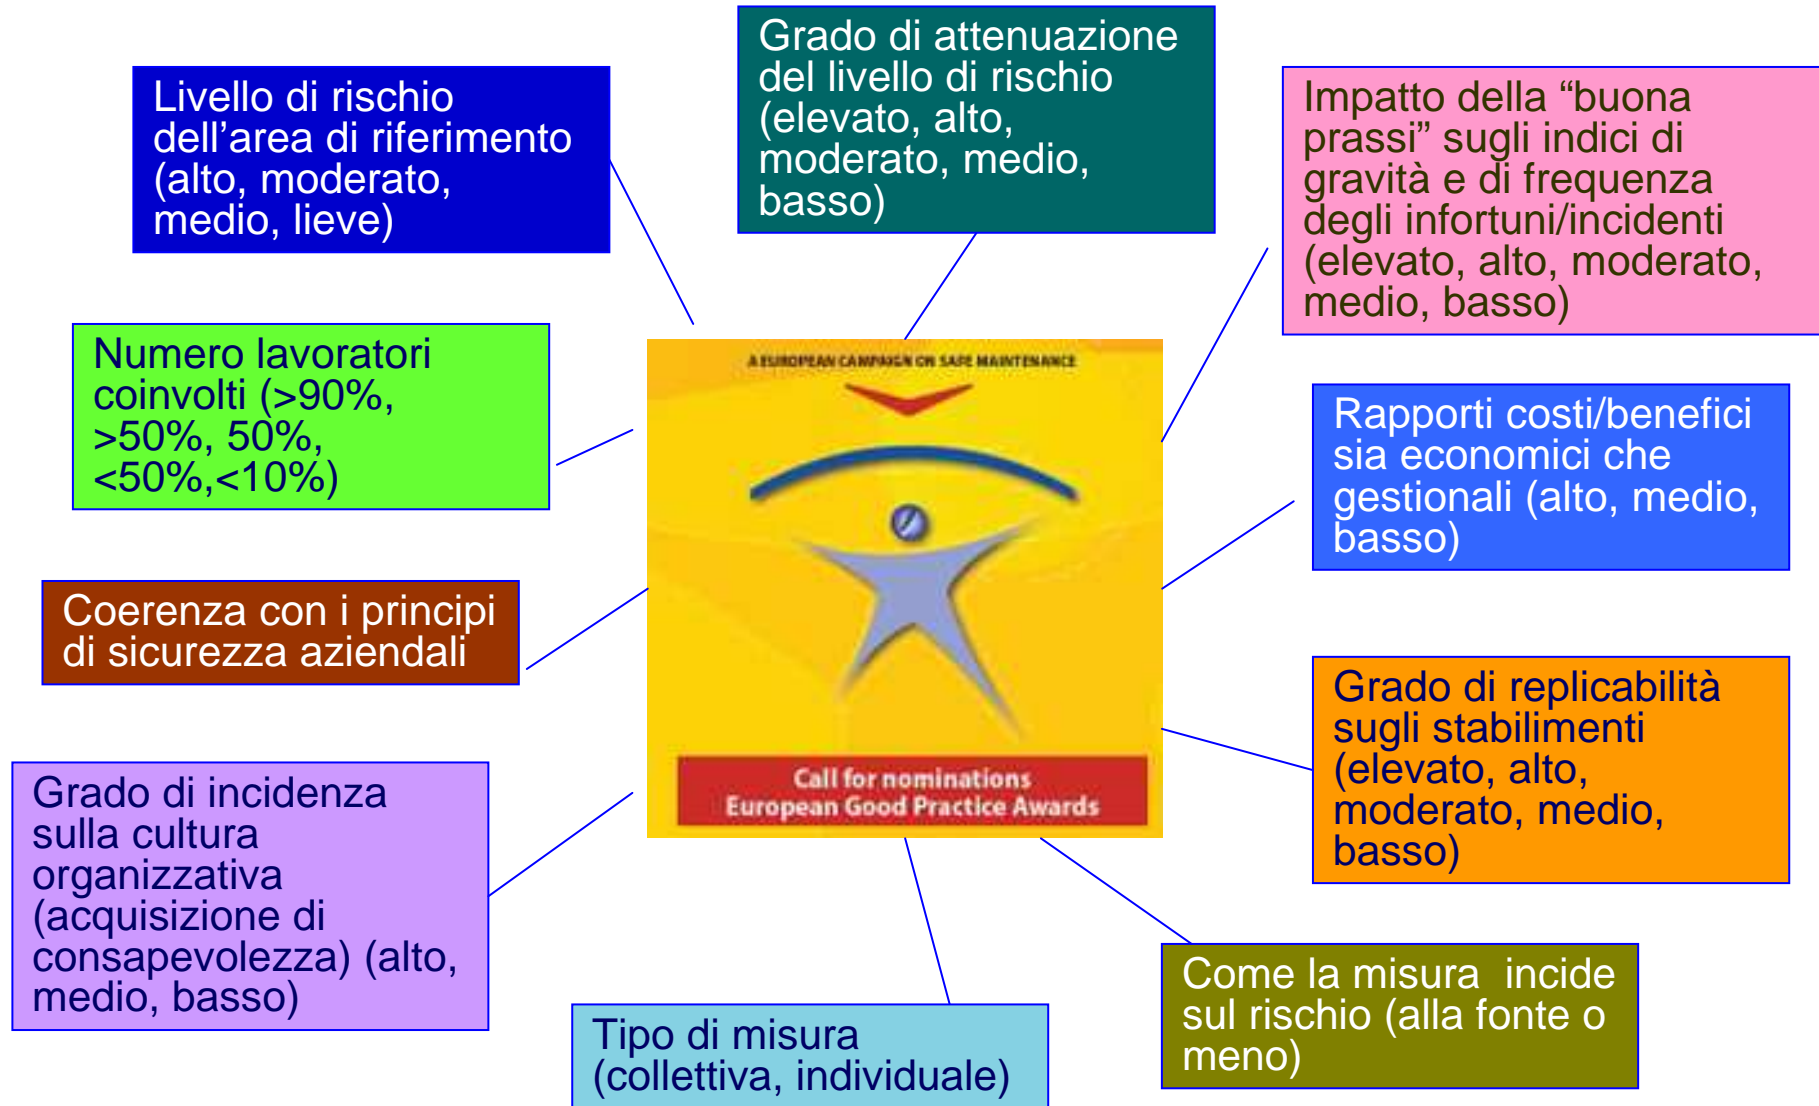 Grado di attenuazione
del livello di rischio
(elevato, alto,
moderato, medio,
basso)
Livello di rischio
dell’area di riferimento
(alto, moderato,
medio, lieve)
Impatto della “buona
prassi” sugli indici di
gravità e di frequenza
degli infortuni/incidenti
(elevato, alto, moderato,
medio, basso)
Numero lavoratori
coinvolti (>90%,
>50%, 50%,
<50%,<10%)
A EUROPEAN CAMPAIGN ON SAFE MAINTENANCE
Rapporti costi/benefici
sia economici che
gestionali (alto, medio,
basso)
Coerenza con i principi
di sicurezza aziendali
Grado di replicabilità
sugli stabilimenti
(elevato, alto,
moderato, medio,
basso)
Call for nominations
European Good Practice Awards
Grado di incidenza
sulla cultura
organizzativa
(acquisizione di
consapevolezza) (alto,
medio, basso)
Come la misura  incide
sul rischio (alla fonte o
meno)
Tipo di misura
(collettiva, individuale)